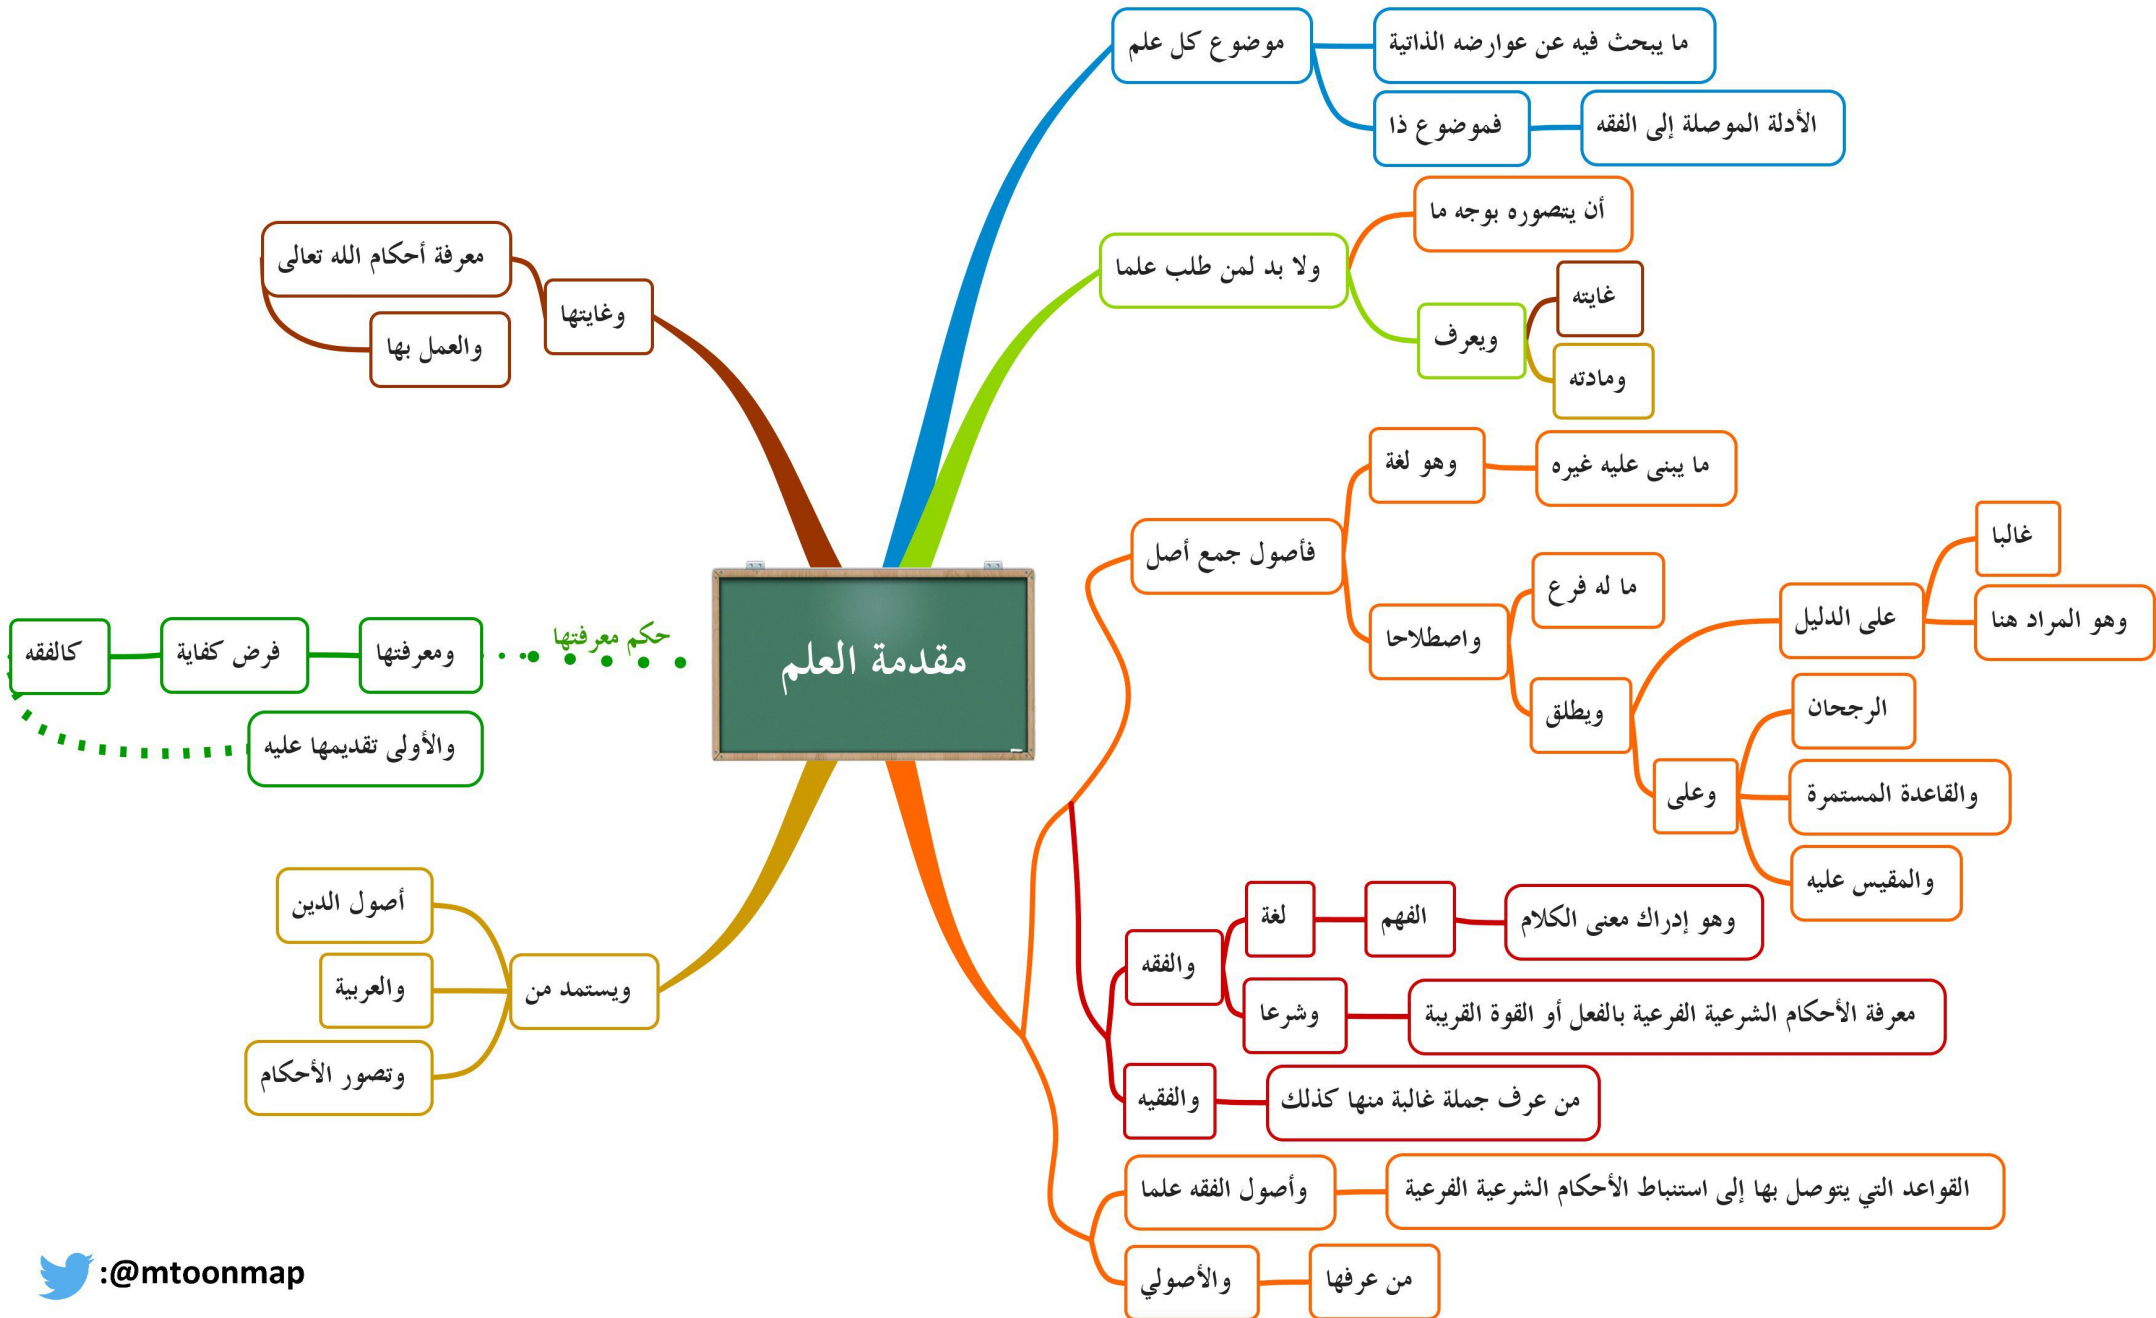 مقدمة العلم
موضوع كل علم
ما يبحث فيه عن عوارضه الذاتية
فموضوع ذا
الأدلة الموصلة إلى الفقه
ولا بد لمن طلب علما
أن يتصوره بوجه ما
ويعرف
غايته
ومادته
فأصول جمع أصل
وهو لغة
ما يبنى عليه غيره
واصطلاحا
ما له فرع
ويطلق
على الدليل
غالبا
وهو المراد هنا
وعلى
الرجحان
والقاعدة المستمرة
والمقيس عليه
والفقه
لغة
الفهم
وهو إدراك معنى الكلام
وشرعا
معرفة الأحكام الشرعية الفرعية بالفعل أو القوة القريبة
والفقيه
من عرف جملة غالبة منها كذلك
وأصول الفقه علما
القواعد التي يتوصل بها إلى استنباط الأحكام الشرعية الفرعية
والأصولي
من عرفها
وغايتها
معرفة أحكام الله تعالى
والعمل بها
حكم معرفتها
ومعرفتها
فرض كفاية
كالفقه
والأولى تقديمها عليه
ويستمد من
أصول الدين
والعربية
وتصور الأحكام
:@mtoonmap